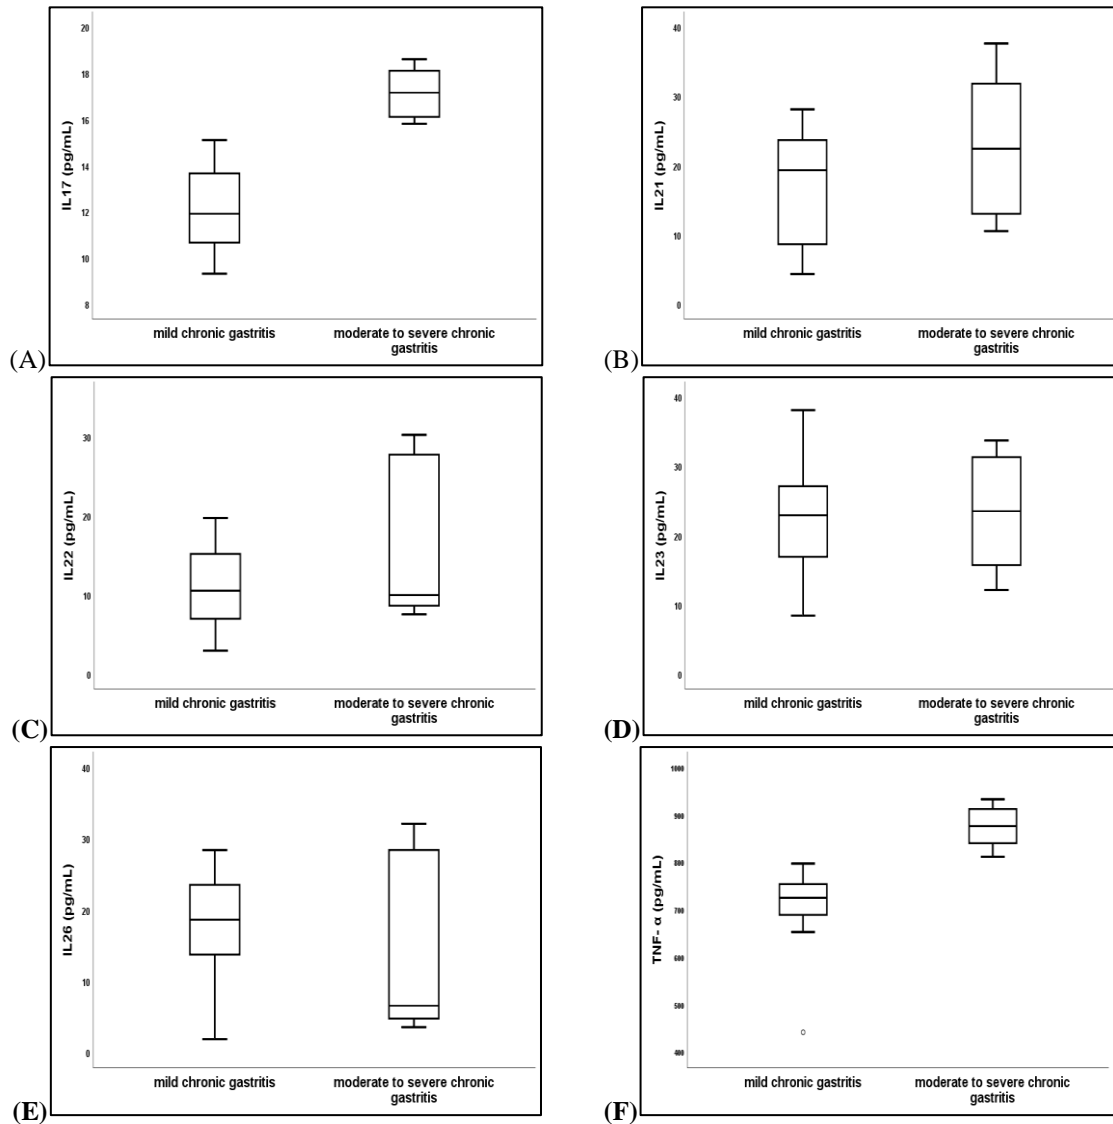 20
18
16
14
12
10
8
IL17 (pg/mL)
mild chronic gastritis
moderate to severe chronic
gastritis
(A)
40
30
20
10
0
IL21 (pg/mL)
mild chronic gastritis
moderate to severe chronic
gastritis
(B)
30
20
10
0
IL22 (pg/mL)
mild chronic gastritis
moderate to severe chronic
gastritis
(C)
40
30
20
10
0
IL23 (pg/mL)
mild chronic gastritis
moderate to severe chronic
gastritis
(D)
40
30
20
10
0
IL26 (pg/mL)
mild chronic gastritis
moderate to severe chronic
gastritis
(E)
1000
900
800
700
600
500
400
TNF- α (pg/mL)
mild chronic gastritis
moderate to severe chronic
gastritis
(F)